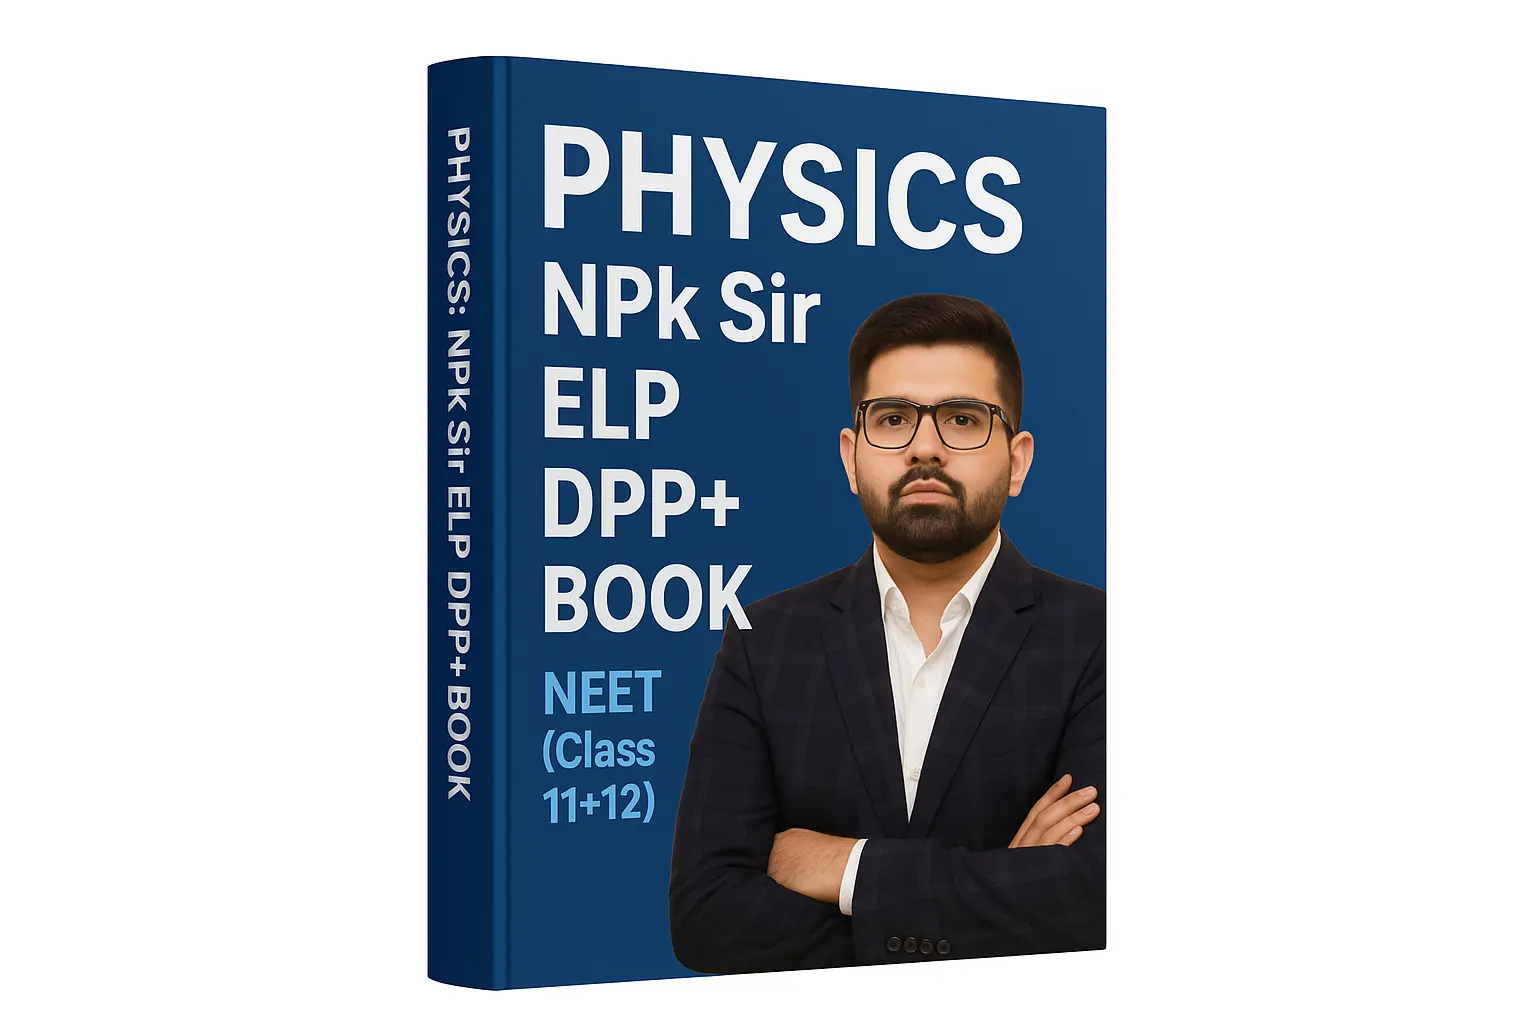 PHYSICS: NPK Sir ELP DPP+ BOOK
PHYSICS
NPk Sir
ELP
DPP+
BOOK
NEET
(Class
11+12)